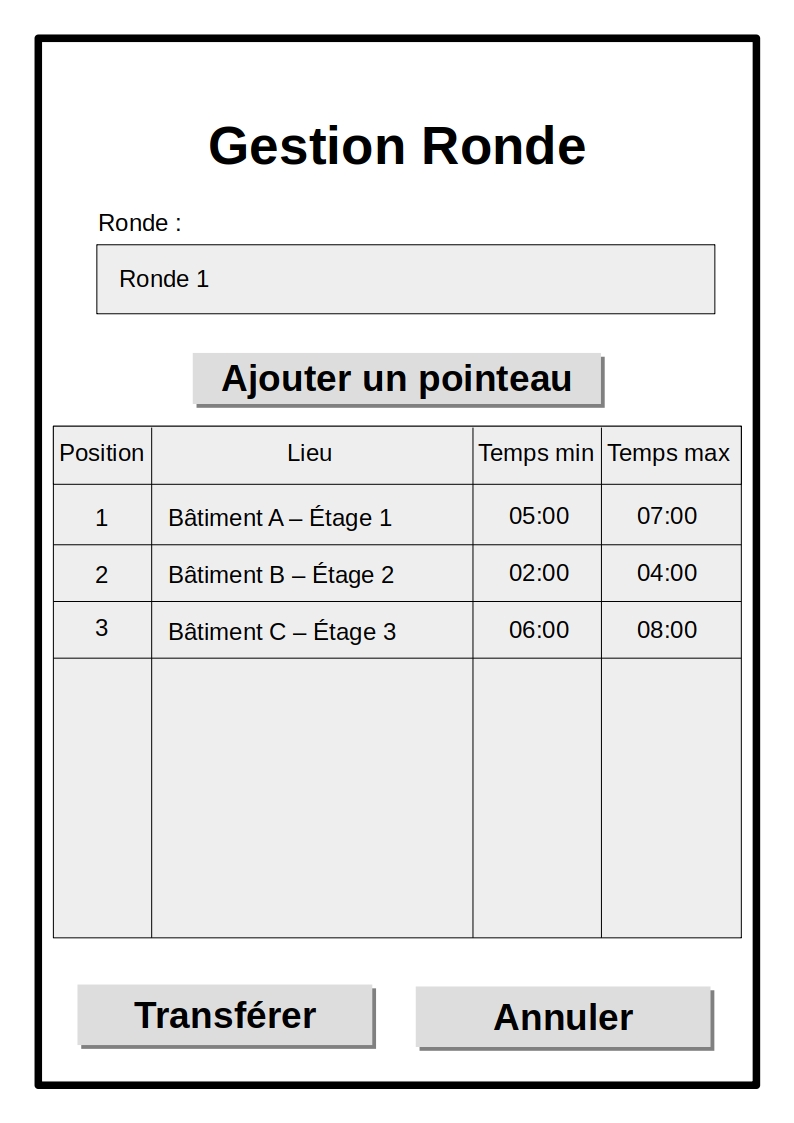 Gestion Ronde
Ronde :
Ronde 1
Ajouter un pointeau
Position Lieu Temps min Temps max
1 Bâtiment A – Étage 1 05:00 07:00
2 Bâtiment B – Étage 2 02:00 04:00
3 Bâtiment C – Étage 3 06:00 08:00
Transférer Annuler